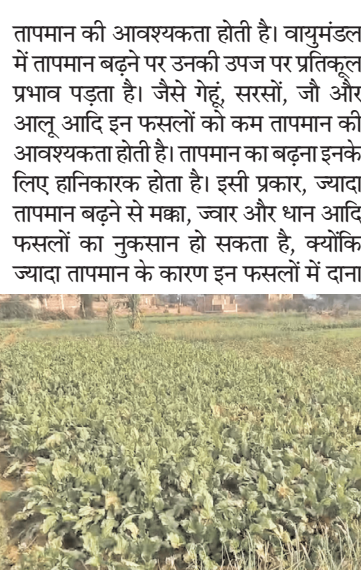 तापमान की आवश्यकता होती है। वायुमंडल
में तापमान बढ़ने पर उनकी उपज पर प्रतिकूल
प्रभाव पड़ता है। जैसे गेहूं, सरसों, जौ और
आलू आदि इन फसलों को कम तापमान की
आवश्यकता होती है। तापमान का बढ़ना इनके
लिए हानिकारक होता है। इसी प्रकार, ज्यादा
तापमान बढ़ने से मक्का, ज्वार और धान आदि
फसलों का नुकसान हो सकता है, क्योंकि
ज्यादा तापमान के कारण इन फसलों में दाना